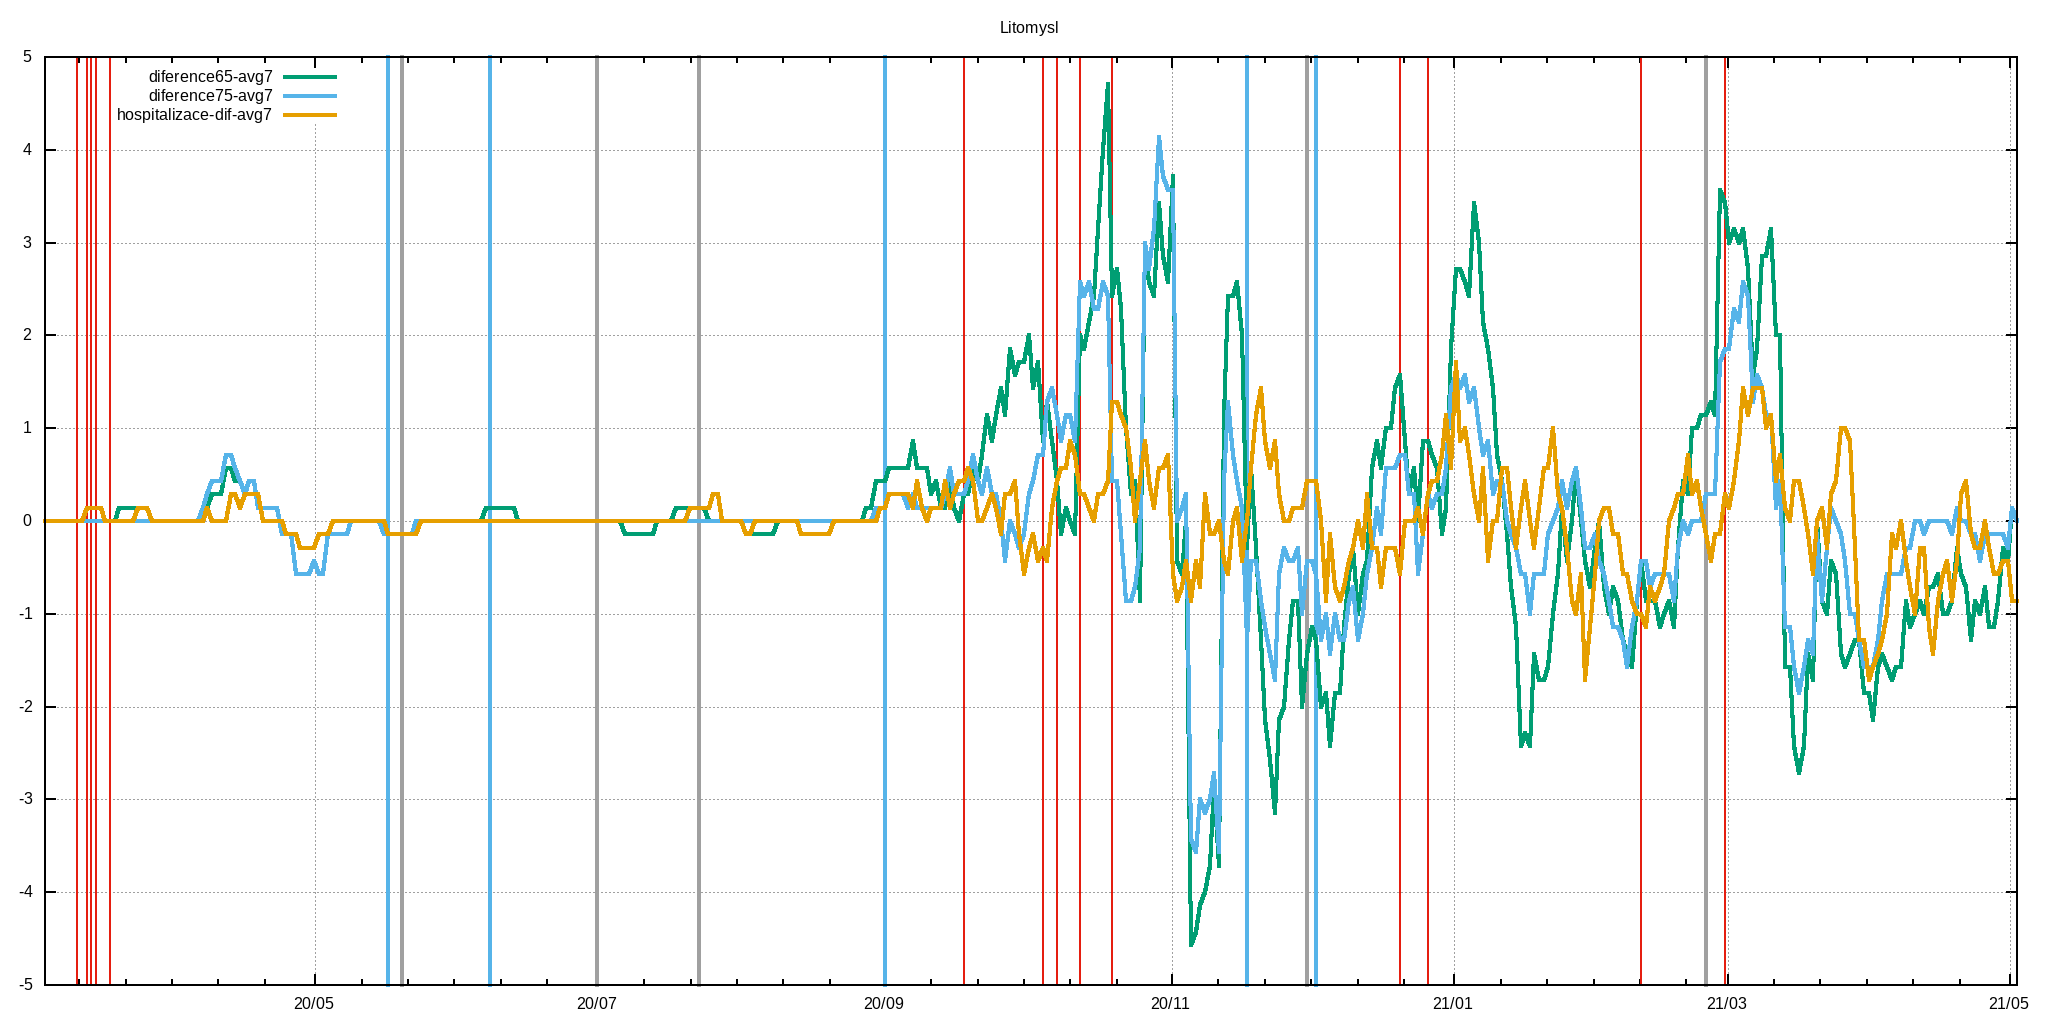 Litomysl
diference65-avg7
diference75-avg7
hospitalizace-dif-avg7
5
4
3
2
1
0
-1
-2
-3
-4
-5
20/05 20/07 20/09 20/11 21/01 21/03 21/05